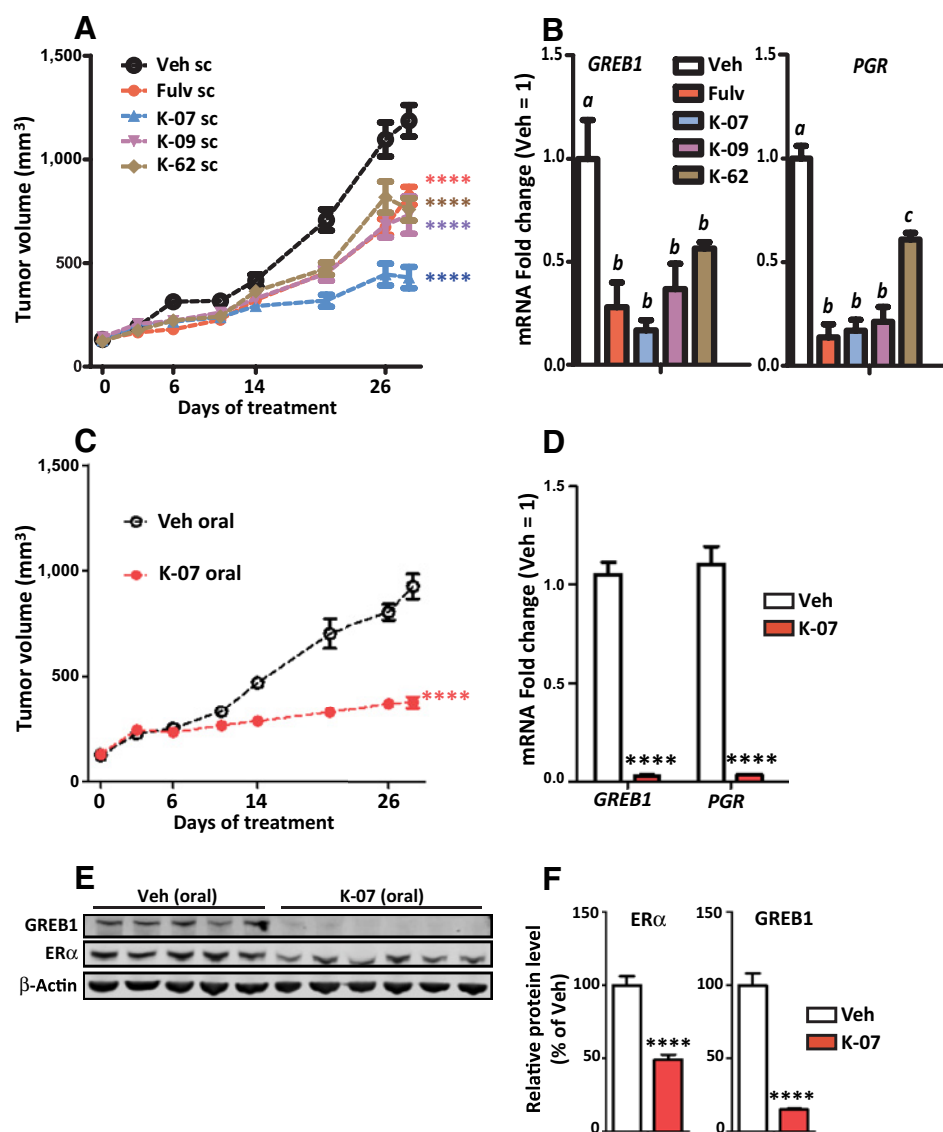 A
Tumor volume (mm³)
1,500
1,000
500
0
Veh sc
Fulv sc
K-07 sc
K-09 sc
K-62 sc
****
****
****
****
0 6 14 26
Days of treatment
B
mRNA Fold change (Veh = 1)
1.5
1.0
0.5
0.0
GREB1
a
b
b
b
b
Veh
Fulv
K-07
K-09
K-62
1.5
1.0
0.5
0.0
PGR
a
b
b
b
c
C
Tumor volume (mm³)
1,500
1,000
500
0
Veh oral
K-07 oral
****
0 6 14 26
Days of treatment
D
mRNA Fold change (Veh = 1)
1.5
1.0
0.5
0.0
**** ****
GREB1 PGR
Veh
K-07
E
Veh (oral) K-07 (oral)
GREB1
ERα
β-Actin
F
Relative protein level
(% of Veh)
150
100
50
0
ERα
****
150
100
50
0
GREB1
****
Veh
K-07